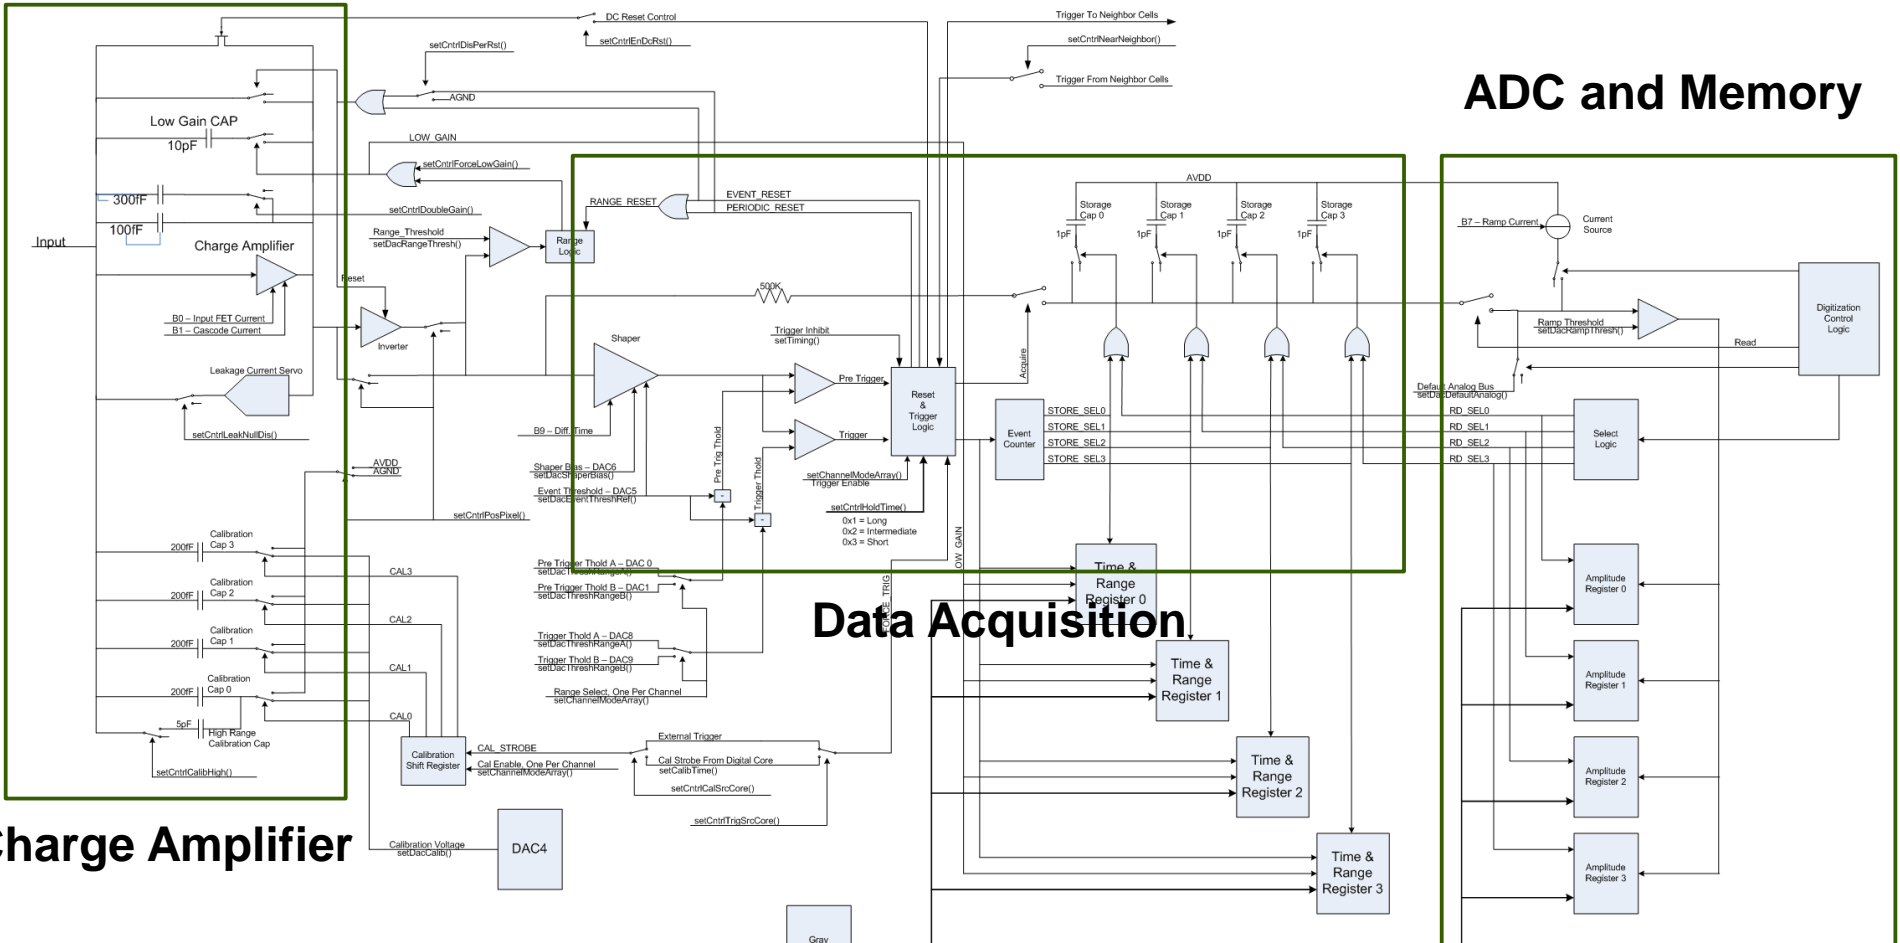 DC Reset Control
setCntrlEnDcRst()
setCntrlDisPerRst()
AGND
Trigger To Neighbor Cells
setCntrlNearNeighbor()
Trigger From Neighbor Cells
ADC and Memory
Low Gain CAP
10pF
LOW_GAIN
setCntrlForceLowGain()
300fF
100fF
setCntrlDoubleGain()
Input
Charge Amplifier
Range_Threshold
setDacRangeThresh()
Range
Logic
RANGE_RESET
EVENT_RESET
PERIODIC_RESET
AVDD
Storage
Cap 0
1pF
Storage
Cap 1
1pF
Storage
Cap 2
1pF
Storage
Cap 3
1pF
B7 – Ramp Current
Current
Source
Reset
B0 – Input FET Current
B1 – Cascode Current
Inverter
500K
Shaper
Trigger Inhibit
setTiming()
Acquire
Ramp Threshold
setDacRampThresh()
Read
Digitization
Control
Logic
Leakage Current Servo
setCntrlLeakNullDis()
Pre Trigger
Trigger
Reset
&
Trigger
Logic
Default Analog Bus
setDacDefaultAnalog()
B9 – Diff. Time
Pre Trig Thold
Trigger Thold
Event
Counter
STORE_SEL0
STORE_SEL1
STORE_SEL2
STORE_SEL3
RD_SEL0
RD_SEL1
RD_SEL2
RD_SEL3
Select
Logic
AVDD
AGND
Shaper Bias – DAC6
setDacShaperBias()
Event Threshold – DAC5
setDacEventThreshRef()
-
-
setChannelModeArray()
Trigger Enable
setCntrlHoldTime()
0x1 = Long
0x2 = Intermediate
0x3 = Short
setCntrlPosPixel()
Calibration
Cap 3
200fF
CAL3
Calibration
Cap 2
200fF
CAL2
Calibration
Cap 1
200fF
CAL1
Calibration
Cap 0
200fF
CAL0
5pF
High Range
Calibration Cap
setCntrlCalibHigh()
Pre Trigger Thold A – DAC 0
setDacThreshRangeA()
Pre Trigger Thold B – DAC1
setDacThreshRangeB()
Trigger Thold A – DAC8
setDacThreshRangeA()
Trigger Thold B – DAC9
setDacThreshRangeB()
Range Select, One Per Channel
setChannelModeArray()
FORCE_TRIG
LOW_GAIN
Data Acquisition
Time &
Range
Register 0
Time &
Range
Register 1
Time &
Range
Register 2
Time &
Range
Register 3
Amplitude
Register 0
Amplitude
Register 1
Amplitude
Register 2
Amplitude
Register 3
Calibration
Shift Register
CAL_STROBE
Cal Enable, One Per Channel
setChannelModeArray()
External Trigger
Cal Strobe From Digital Core
setCalibTime()
setCntrlCalSrcCore()
setCntrlTrigSrcCore()
Calibration Voltage
setDacCalib()
DAC4
Charge Amplifier
Gray